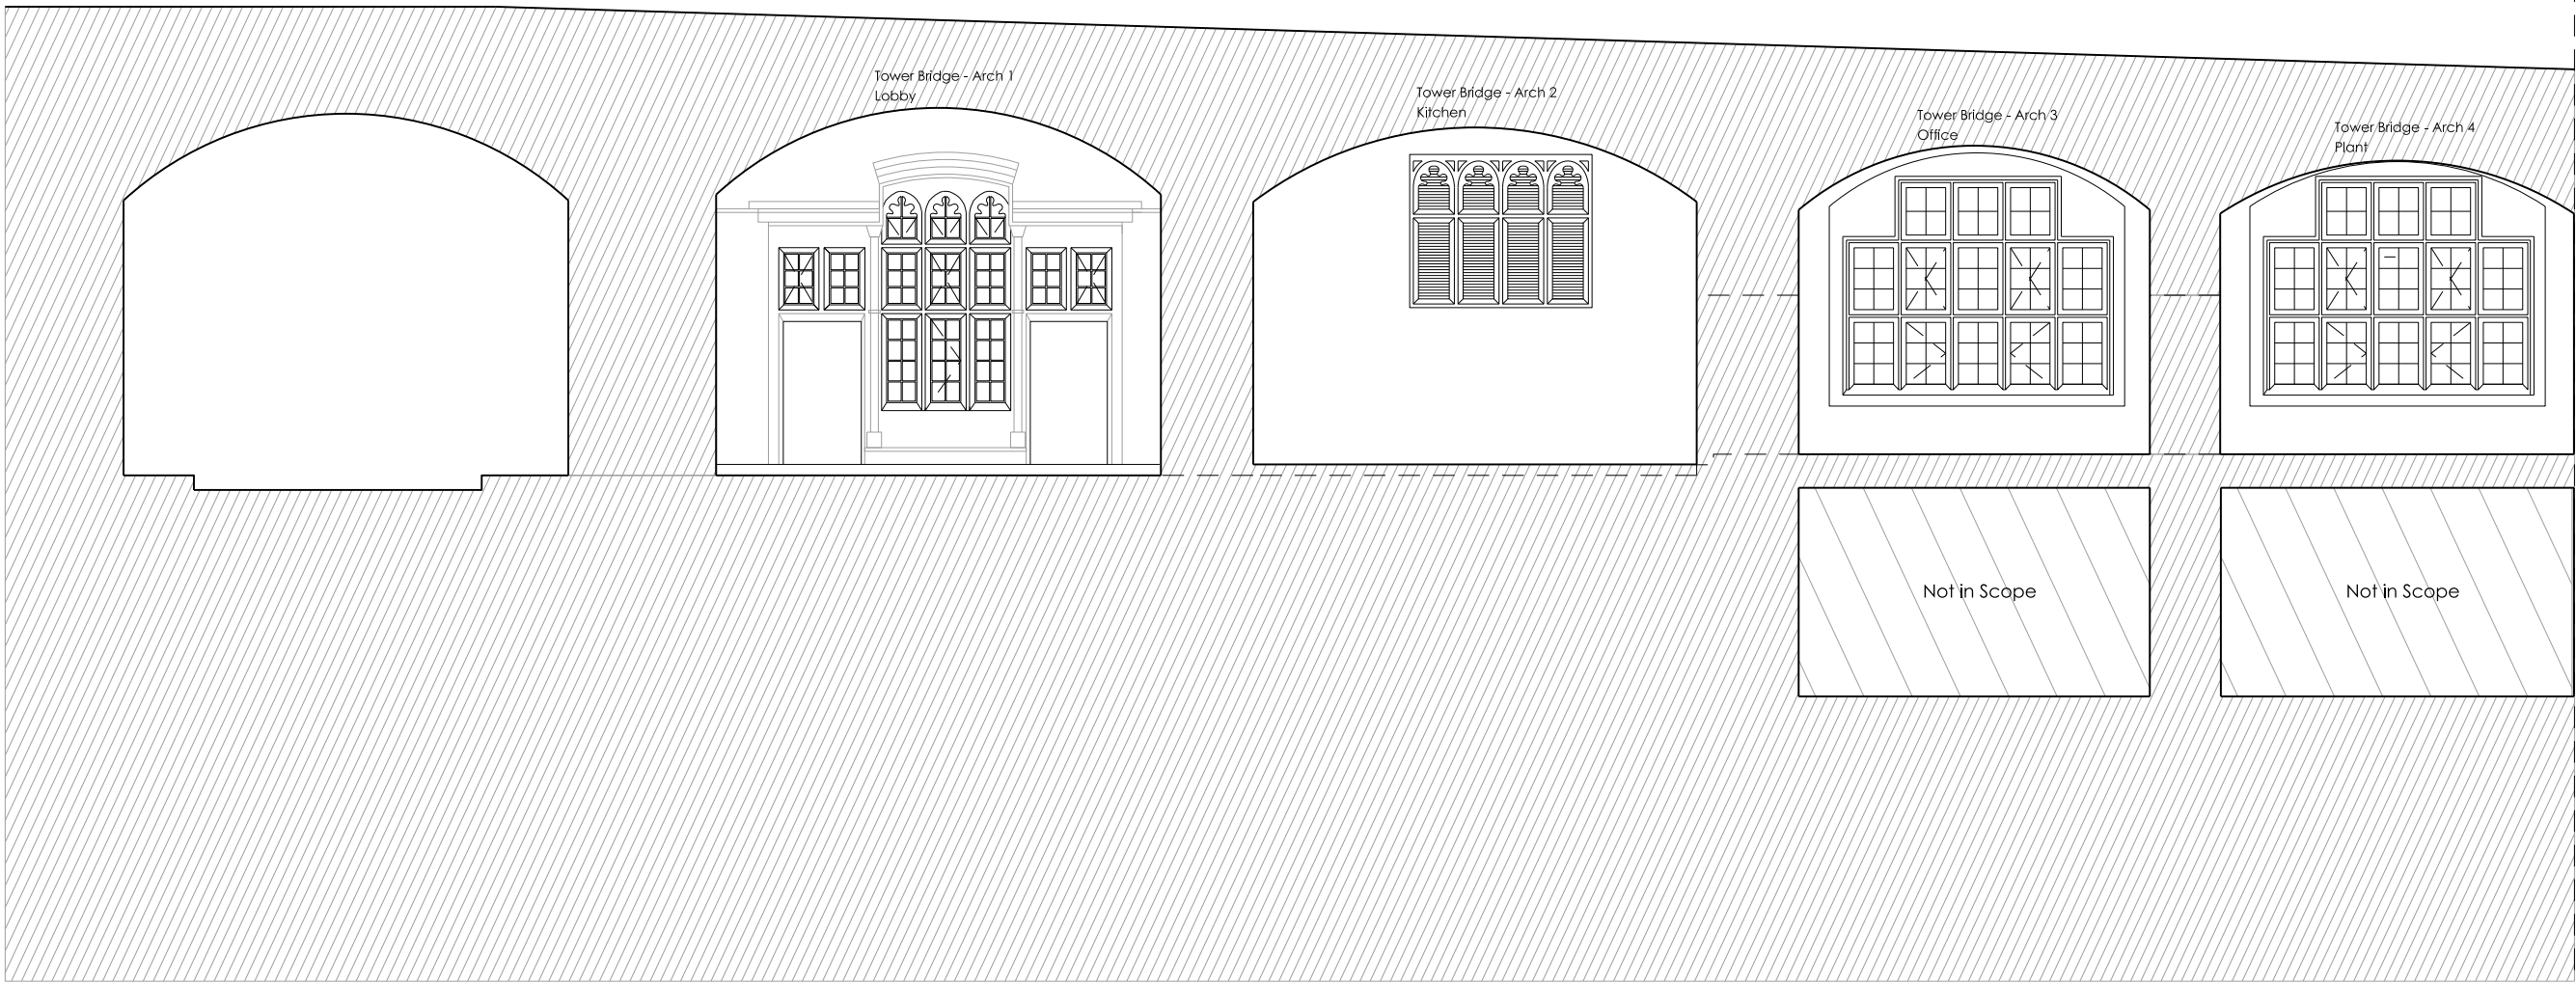 Tower Bridge - Arch 1
Lobby
Tower Bridge - Arch 2
Kitchen
Tower Bridge - Arch 3
Office
Tower Bridge - Arch 4
Plant
Not in Scope
Not in Scope